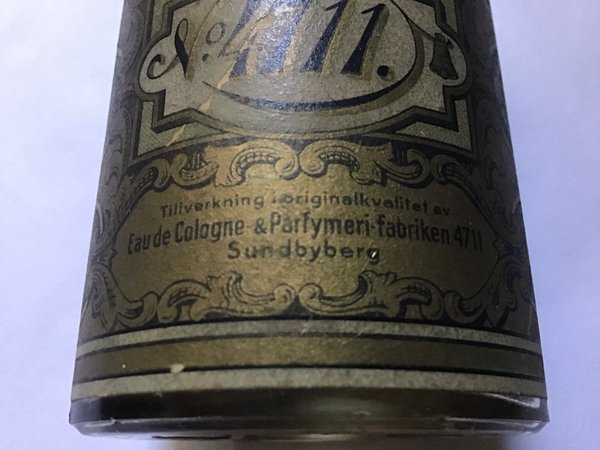 No. 4711.
Tillverkning i originalkvalitet av
Eau de Cologne- & Parfymeri-fabriken 4711
Sundbyberg